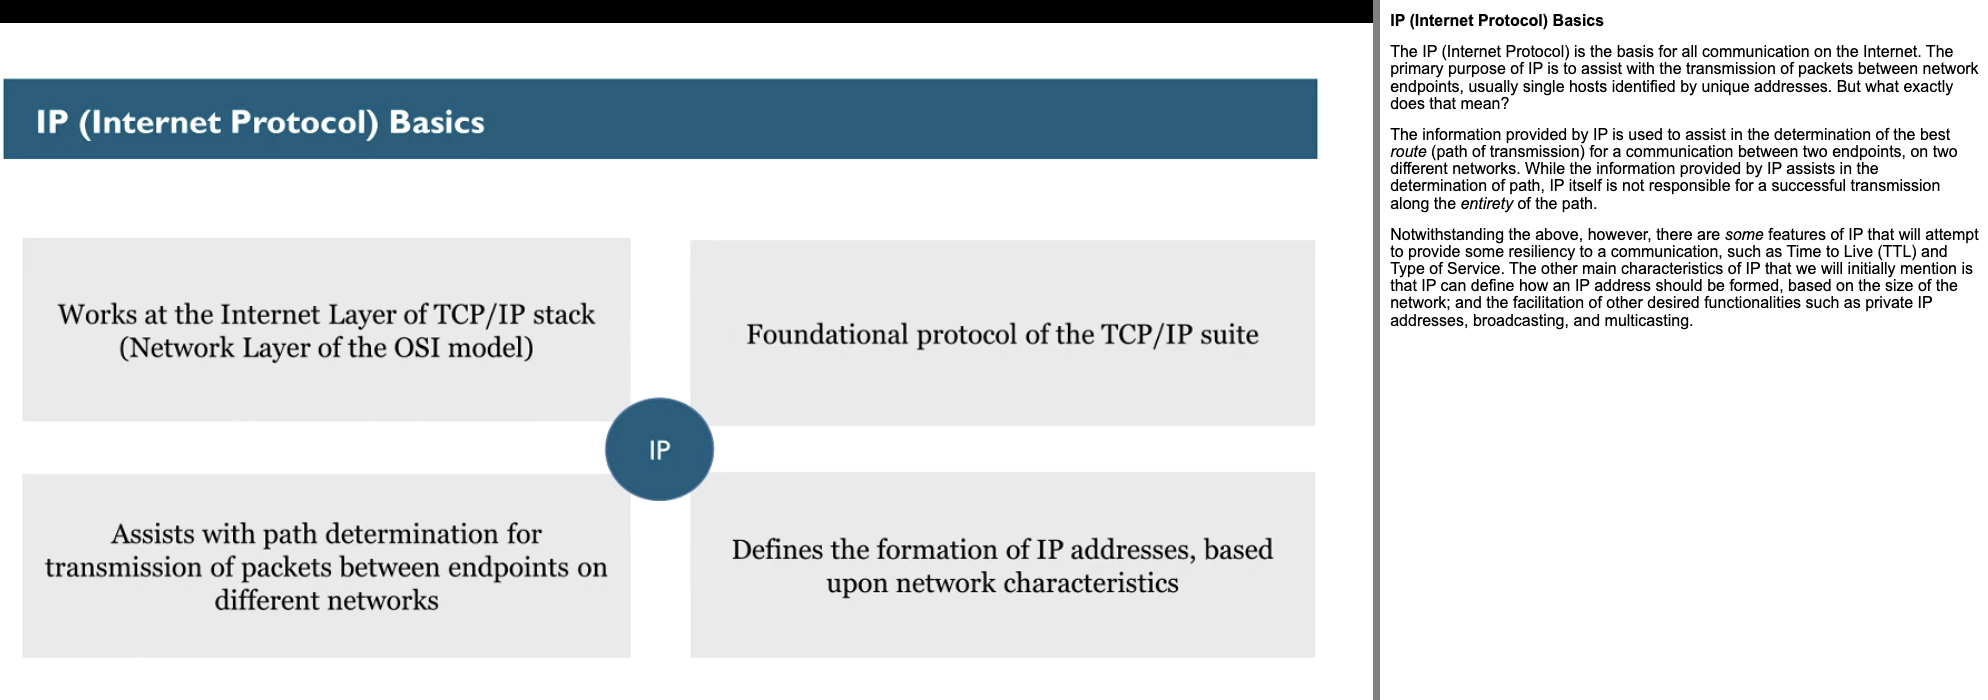 IP (Internet Protocol) Basics
Works at the Internet Layer of TCP/IP stack
(Network Layer of the OSI model)
Foundational protocol of the TCP/IP suite
IP
Assists with path determination for
transmission of packets between endpoints on
different networks
Defines the formation of IP addresses, based
upon network characteristics
IP (Internet Protocol) Basics
The IP (Internet Protocol) is the basis for all communication on the Internet. The
primary purpose of IP is to assist with the transmission of packets between network
endpoints, usually single hosts identified by unique addresses. But what exactly
does that mean?
The information provided by IP is used to assist in the determination of the best
route (path of transmission) for a communication between two endpoints, on two
different networks. While the information provided by IP assists in the
determination of path, IP itself is not responsible for a successful transmission
along the entirety of the path.
Notwithstanding the above, however, there are some features of IP that will attempt
to provide some resiliency to a communication, such as Time to Live (TTL) and
Type of Service. The other main characteristics of IP that we will initially mention is
that IP can define how an IP address should be formed, based on the size of the
network; and the facilitation of other desired functionalities such as private IP
addresses, broadcasting, and multicasting.